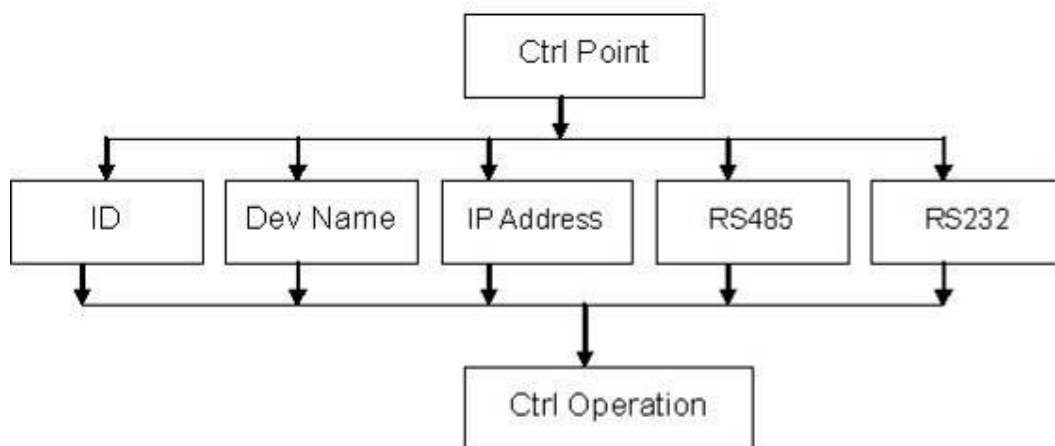 Ctrl Point
ID
Dev Name
IP Address
RS485
RS232
Ctrl Operation